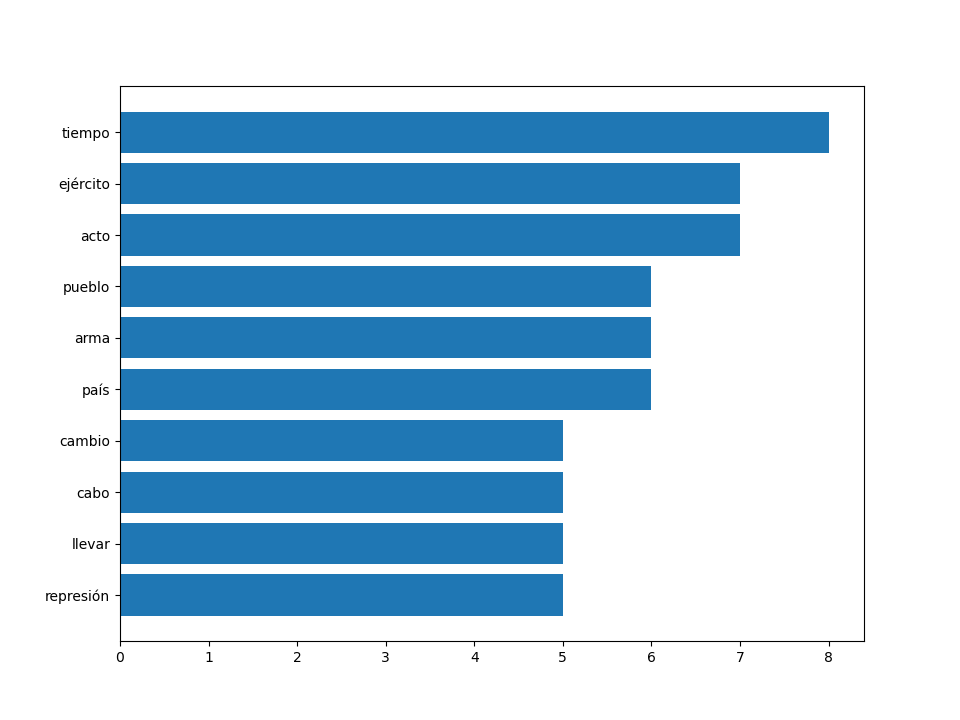 tiempo
ejército
acto
pueblo
arma
país
cambio
cabo
llevar
represión
0 1 2 3 4 5 6 7 8